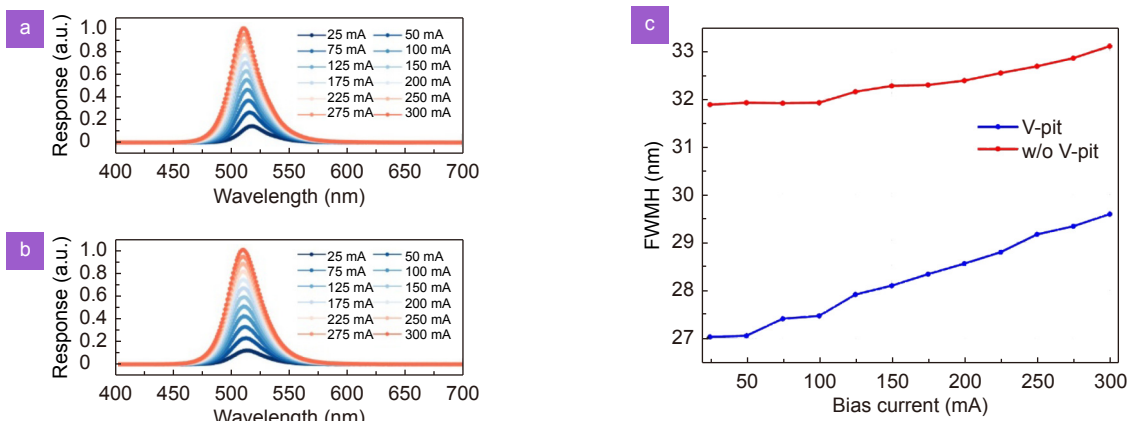 a
Response (a.u.)
1.0
0.8
0.6
0.4
0.2
0
25 mA 50 mA
75 mA 100 mA
125 mA 150 mA
175 mA 200 mA
225 mA 250 mA
275 mA 300 mA
400 450 500 550 600 650 700
Wavelength (nm)
b
Response (a.u.)
1.0
0.8
0.6
0.4
0.2
0
25 mA 50 mA
75 mA 100 mA
125 mA 150 mA
175 mA 200 mA
225 mA 250 mA
275 mA 300 mA
400 450 500 550 600 650 700
Wavelength (nm)
c
FWMH (nm)
33
32
31
30
29
28
27
V-pit
w/o V-pit
50 100 150 200 250 300
Bias current (mA)